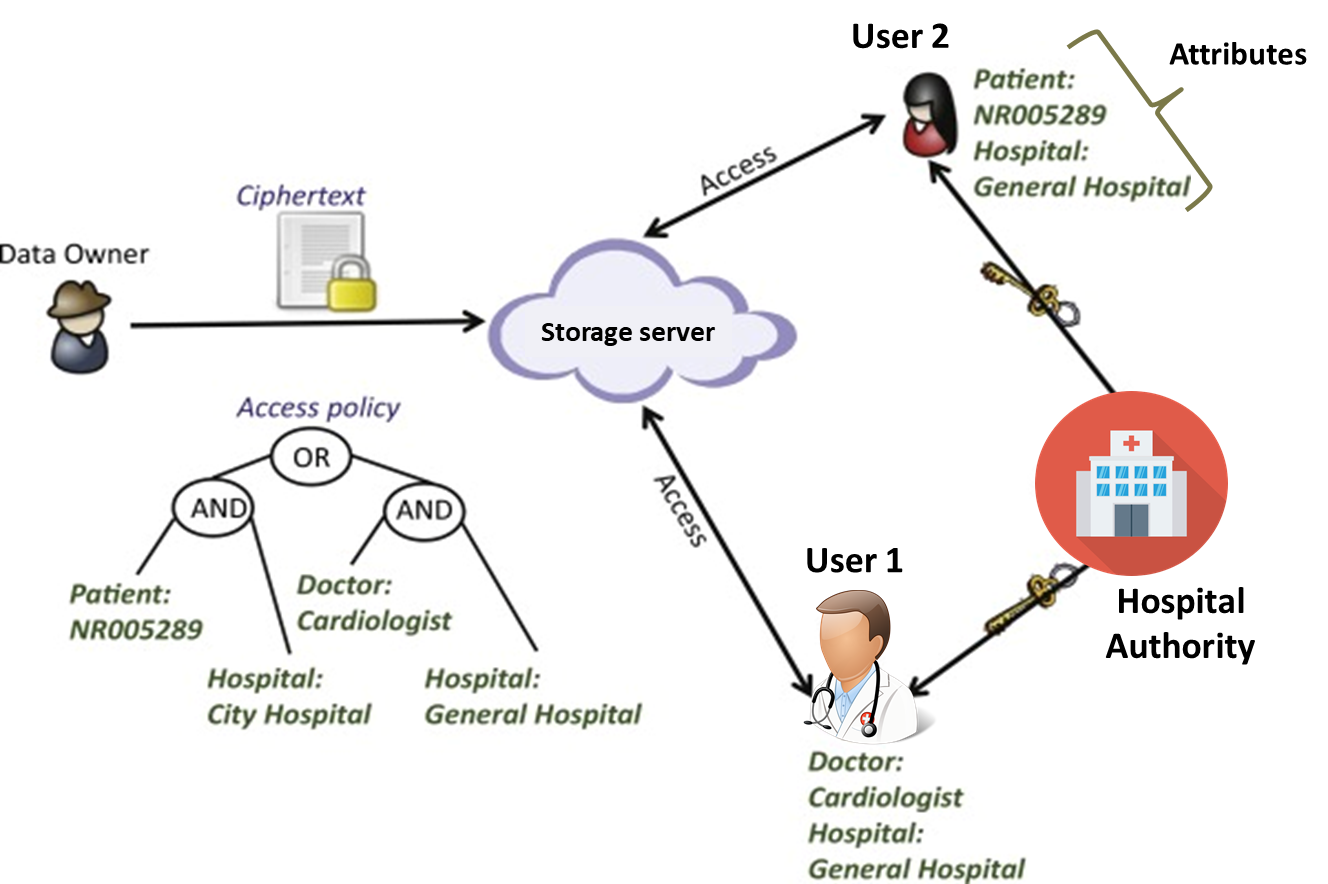 User 2
Attributes
Patient:
NR005289
Hospital:
General Hospital
Access
Ciphertext
Data Owner
Storage server
Access policy
OR
AND
AND
Patient:
NR005289
Doctor:
Cardiologist
Hospital:
City Hospital
Hospital:
General Hospital
Access
User 1
Hospital
Authority
Doctor:
Cardiologist
Hospital:
General Hospital